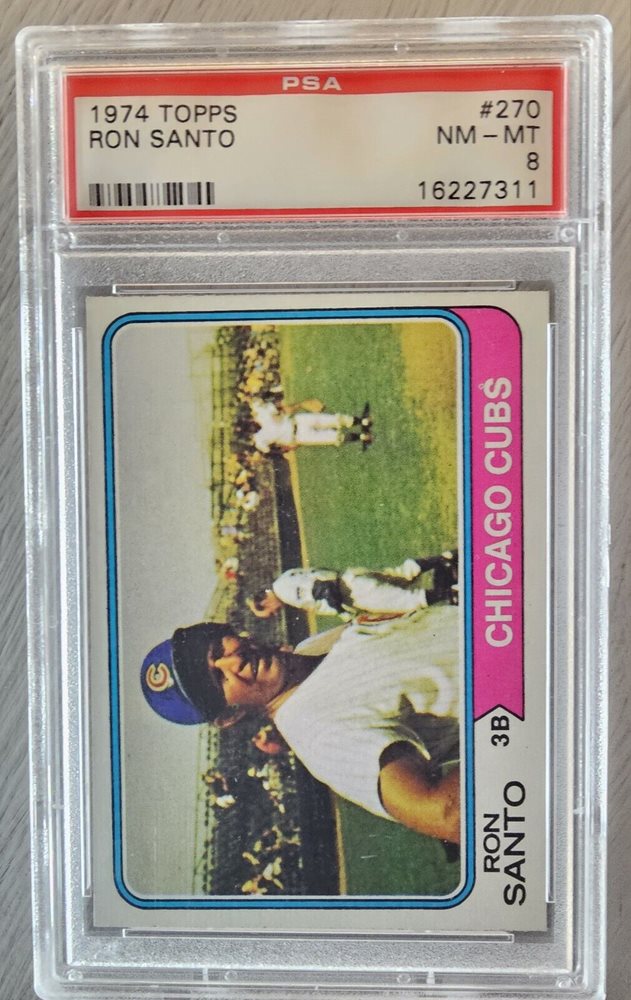 PSA
1974 TOPPS #270
RON SANTO NM-MT
8
16227311
CHICAGO CUBS
3B
RON
SANTO
C